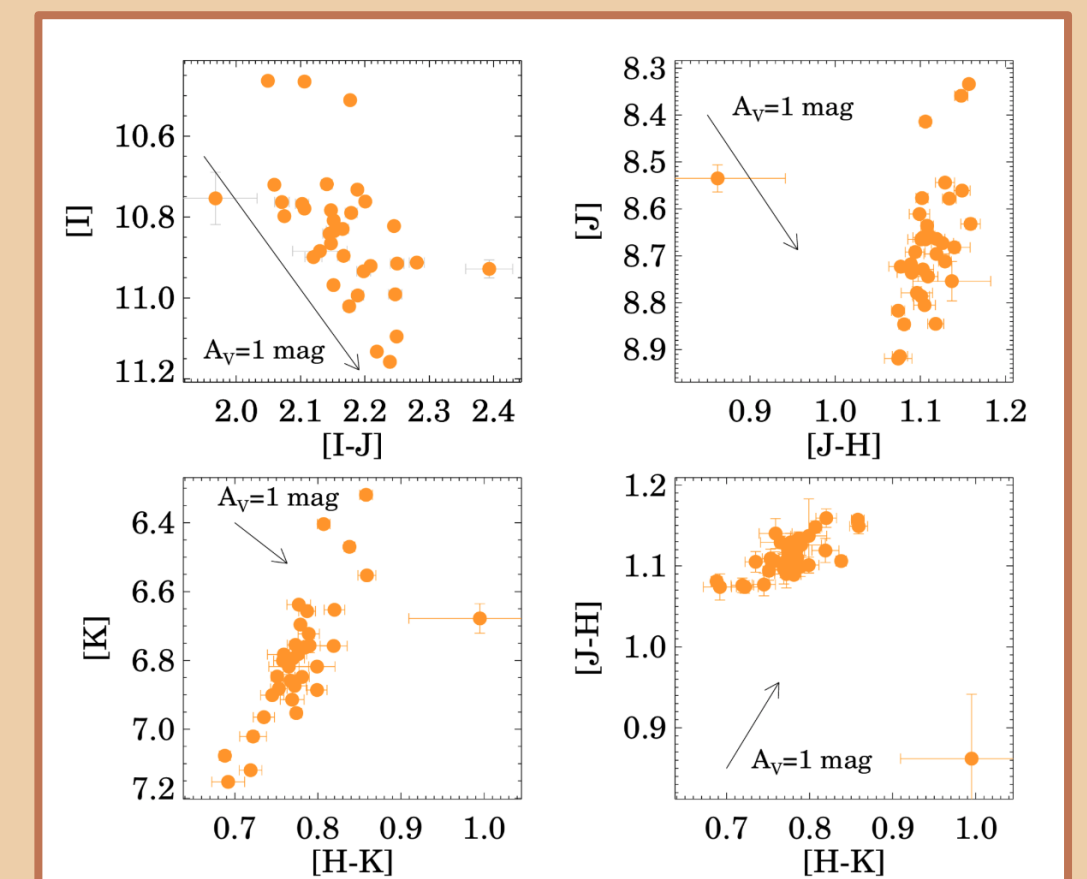 10.6
10.8
11.0
11.2
[I]
A_V=1 mag
2.0 2.1 2.2 2.3 2.4
[I-J]
8.3
8.4
8.5
8.6
8.7
8.8
8.9
[J]
A_V=1 mag
0.9 1.0 1.1 1.2
[J-H]
6.4
6.6
6.8
7.0
7.2
[K]
A_V=1 mag
0.7 0.8 0.9 1.0
[H-K]
1.2
1.1
1.0
0.9
[J-H]
A_V=1 mag
0.7 0.8 0.9 1.0
[H-K]